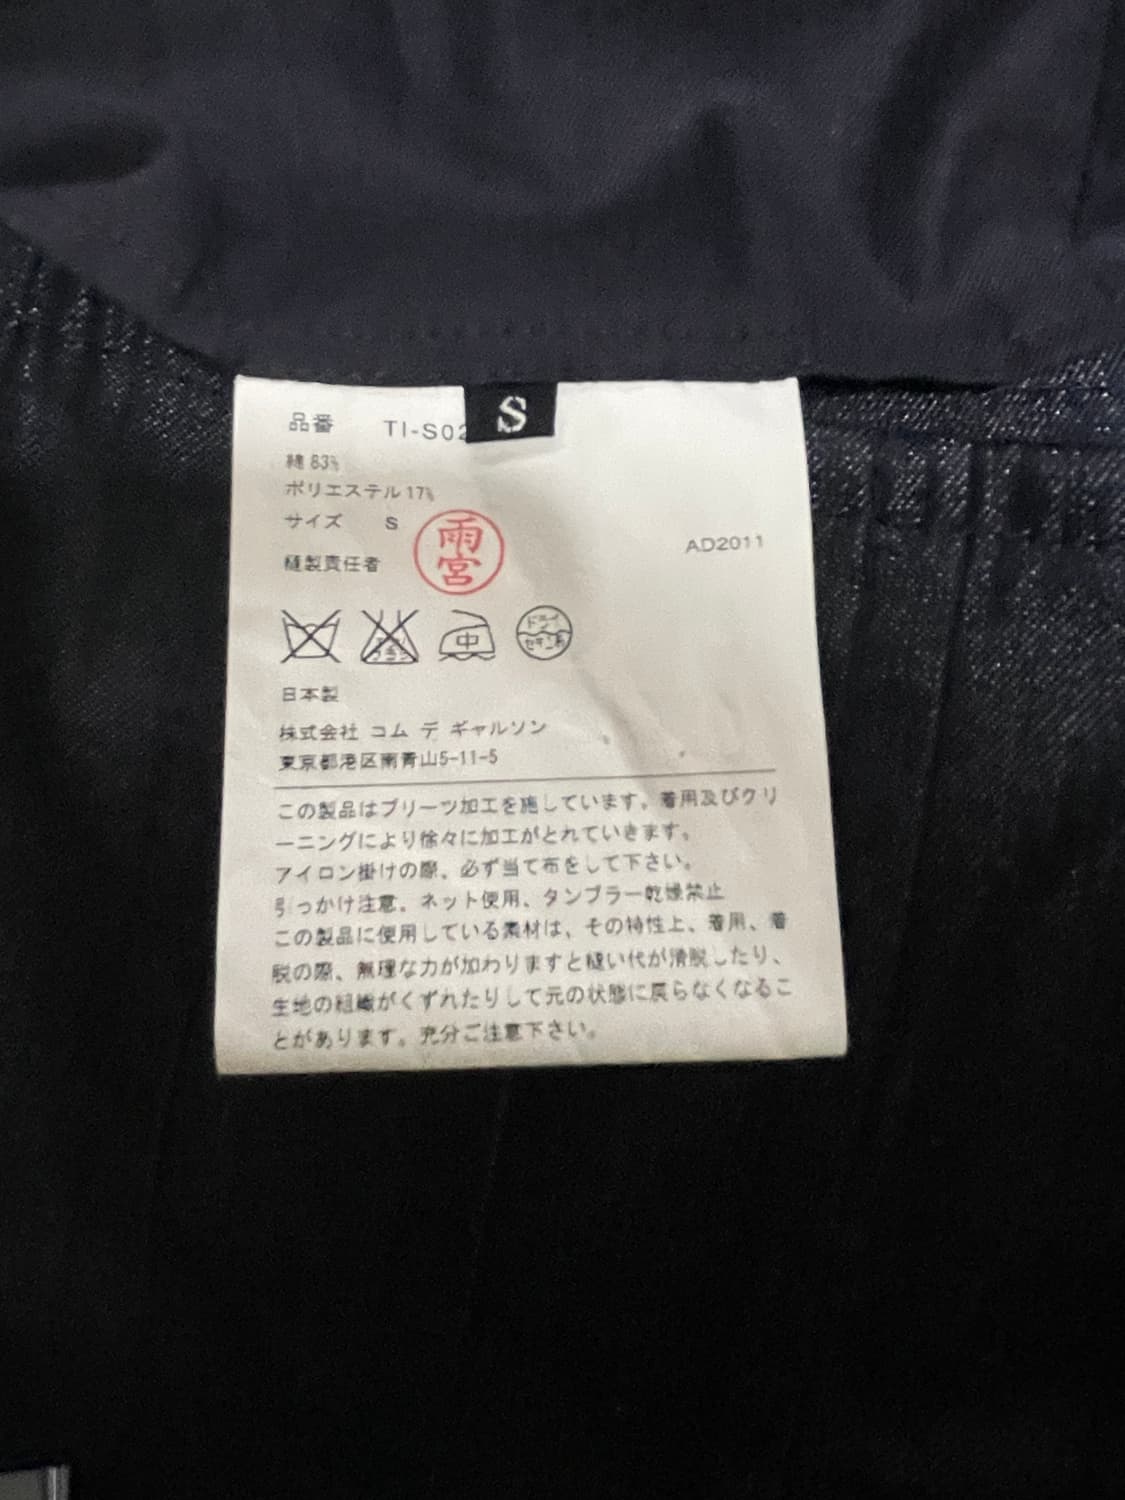 S
品番 TI-S02
綿 83%
ポリエステル 17%
サイズ S
縫製責任者 雨宮
AD2011
中
ドライ
セキユ系
日本製
株式会社 コム デ ギャルソン
東京都港区南青山5-11-5
この製品はプリーツ加工を施しています。着用及びクリ
ーニングにより徐々に加工がとれていきます。
アイロン掛けの際、必ず当て布をして下さい。
引っかけ注意。ネット使用、タンブラー乾燥禁止
この製品に使用している素材は、その特性上、着用、着
脱の際、無理な力が加わりますと縫い代が滑脱したり、
生地の組織がくずれたりして元の状態に戻らなくなるこ
とがあります。充分ご注意下さい。